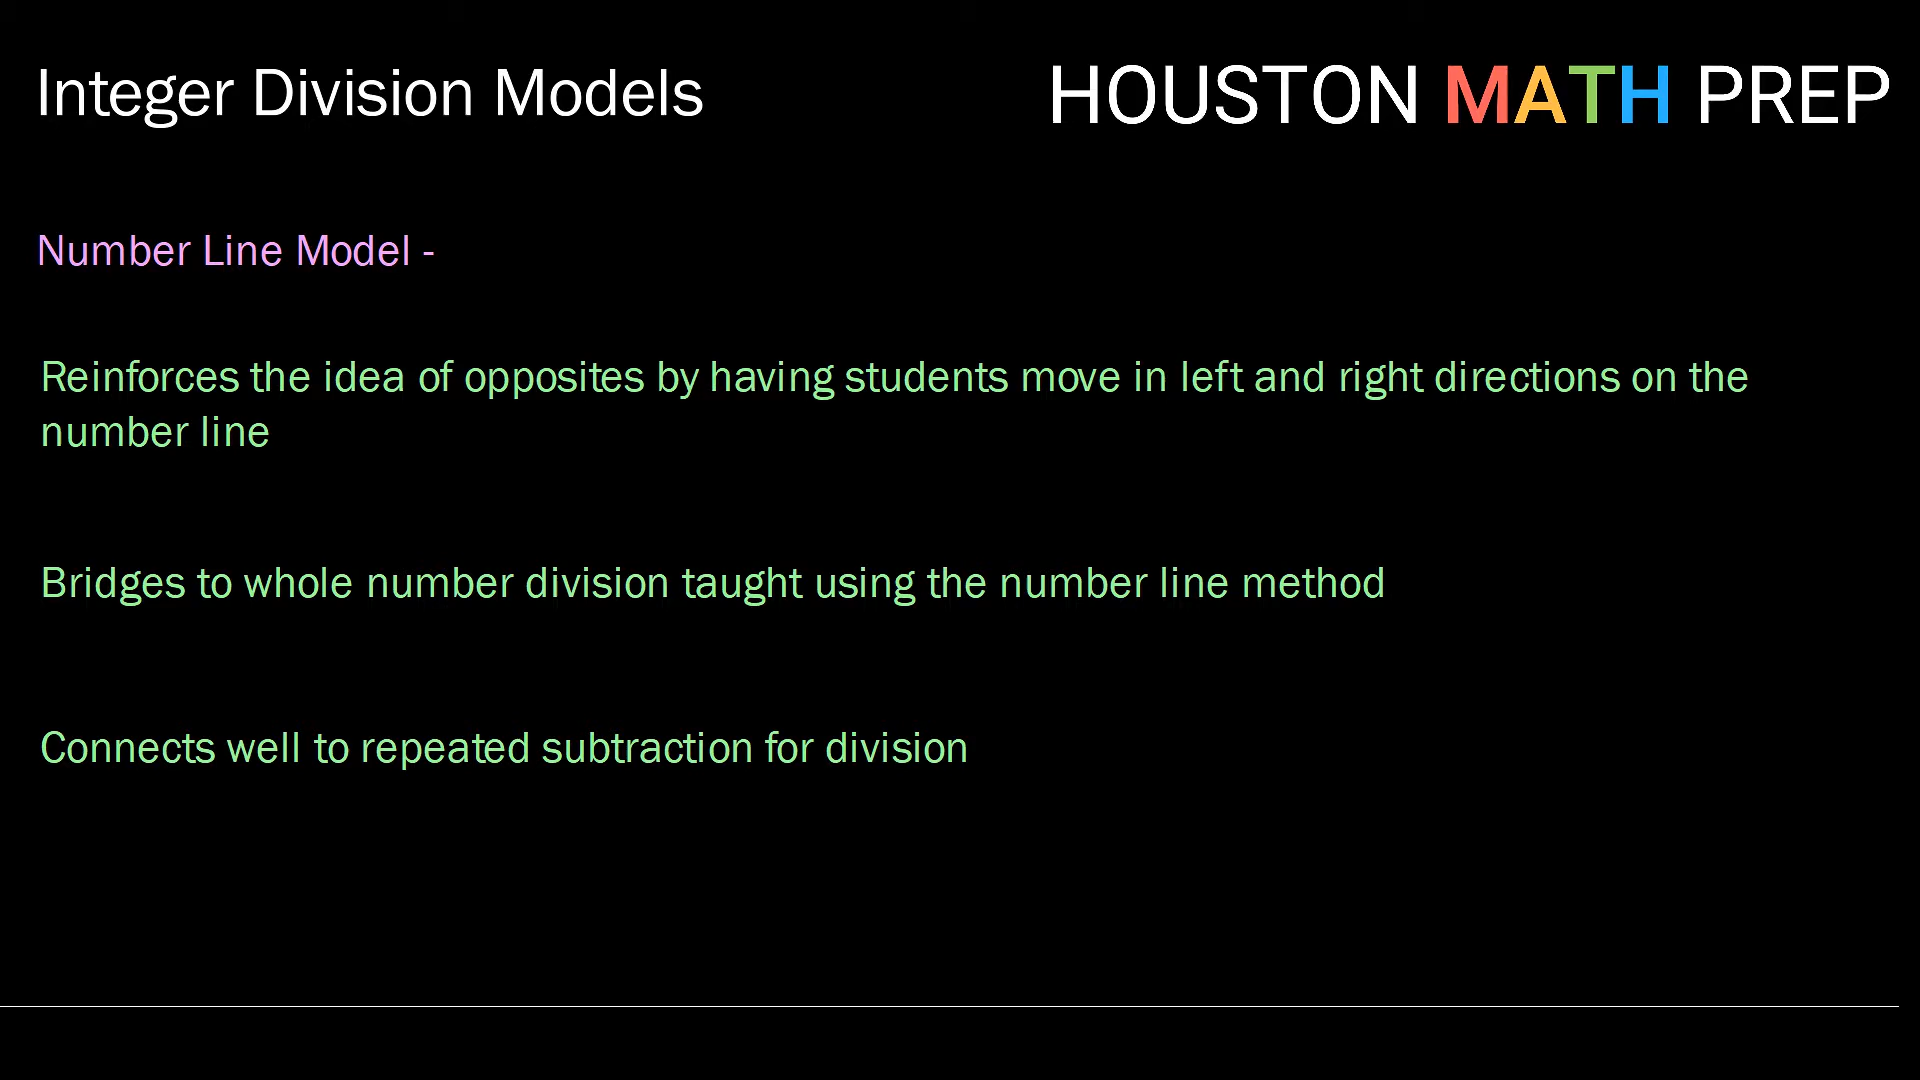 Integer Division Models
HOUSTON MATH PREP
Number Line Model -
Reinforces the idea of opposites by having students move in left and right directions on the
number line
Bridges to whole number division taught using the number line method
Connects well to repeated subtraction for division